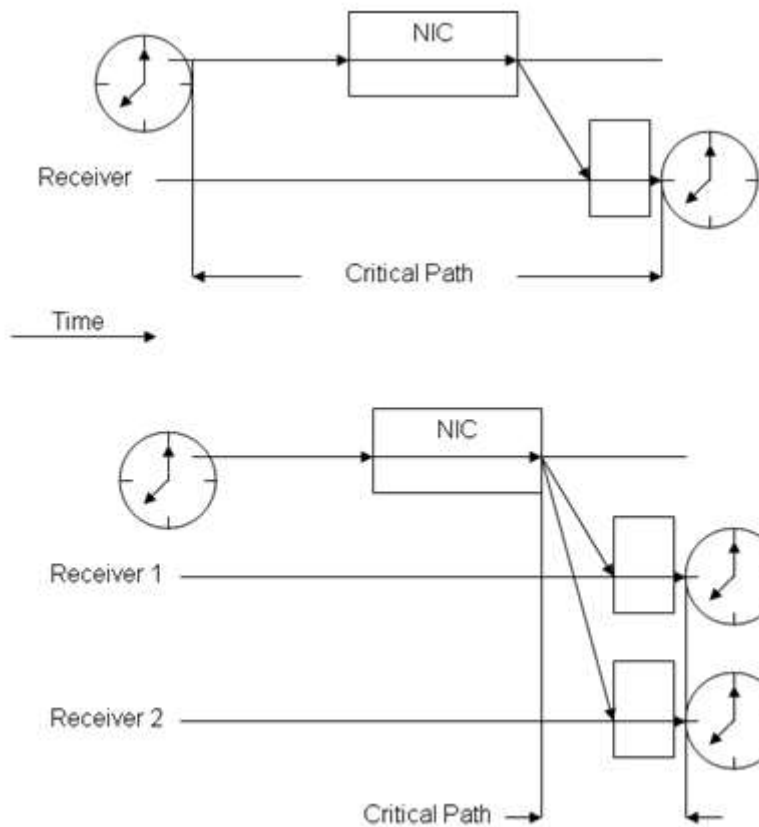 NIC
Receiver
Critical Path
Time
NIC
Receiver 1
Receiver 2
Critical Path